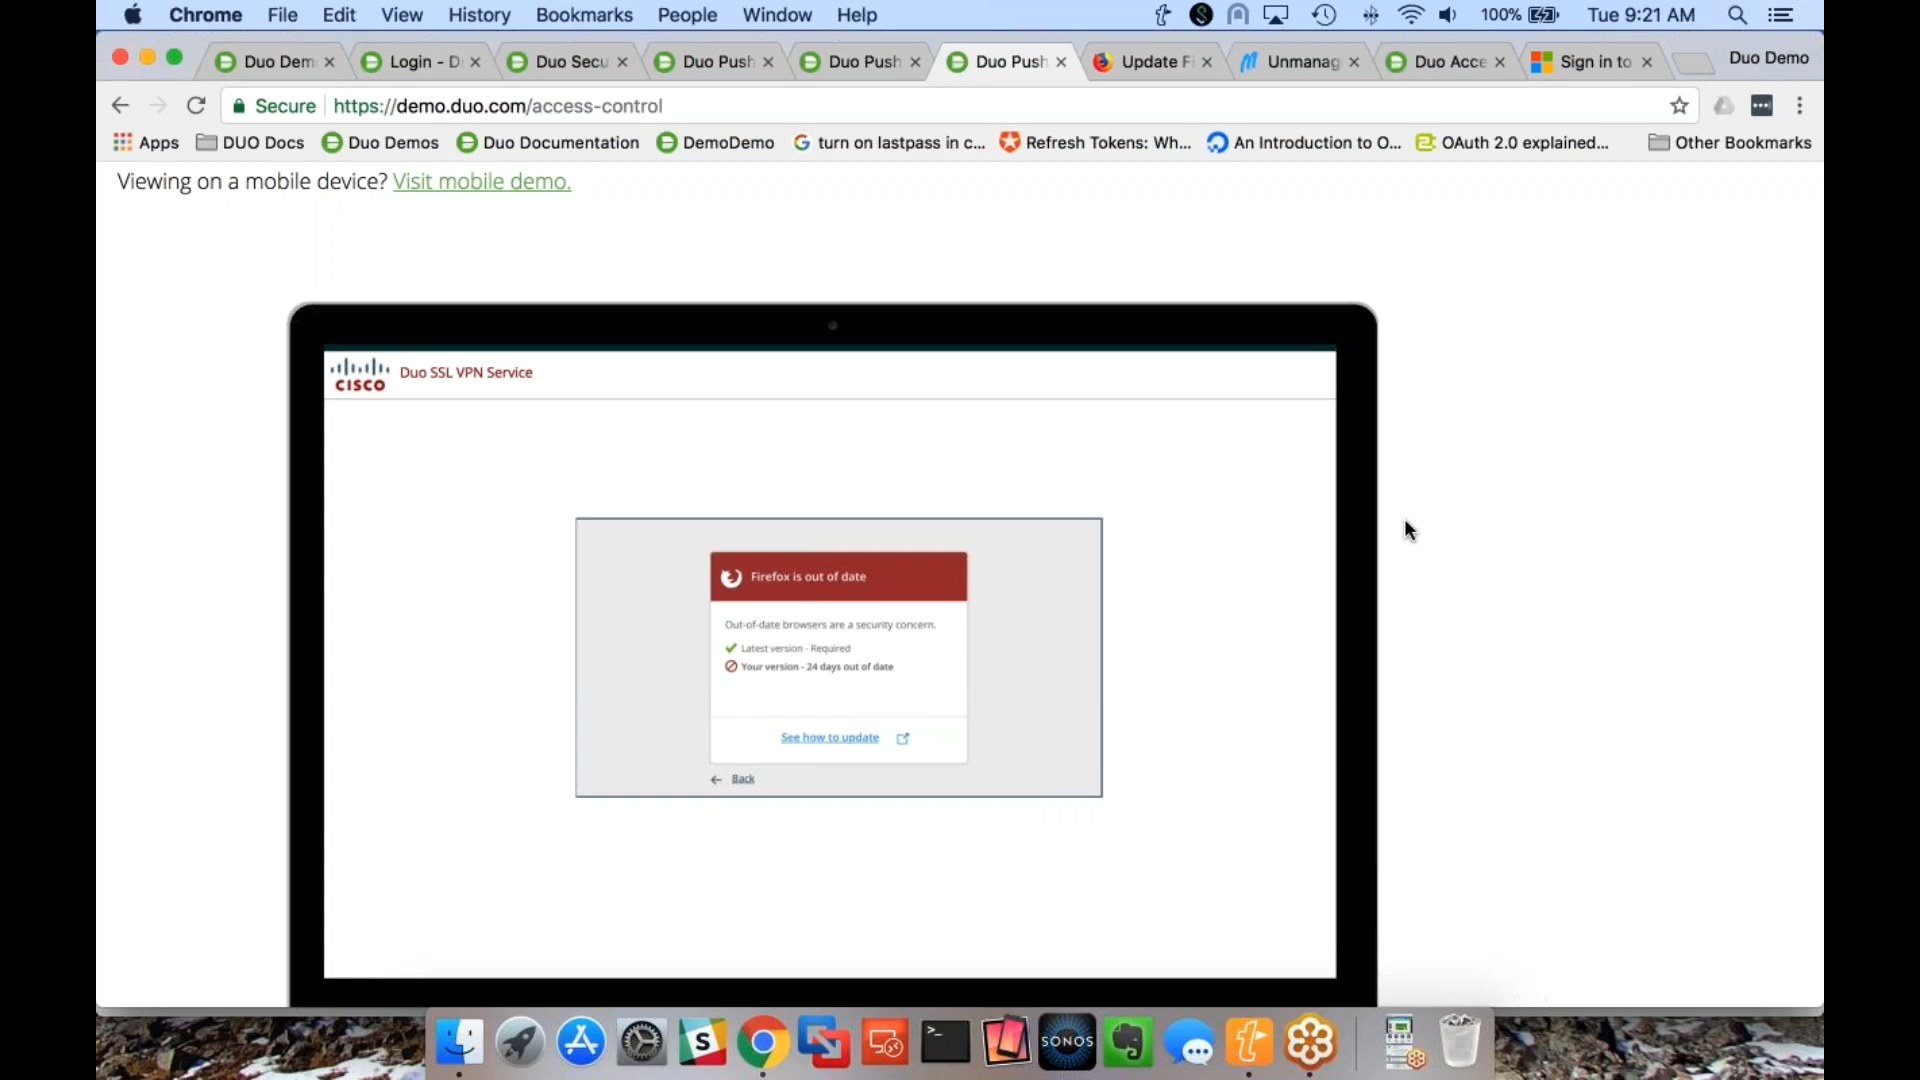 Chrome File Edit View History Bookmarks People Window Help 100% Tue 9:21 AM
Duo Dem Login - D Duo Secu Duo Push Duo Push Duo Push Update Fi Unmanag Duo Acce Sign in to Duo Demo
Secure https://demo.duo.com/access-control
Apps DUO Docs Duo Demos Duo Documentation DemoDemo turn on lastpass in c... Refresh Tokens: Wh... An Introduction to O... OAuth 2.0 explained... Other Bookmarks
Viewing on a mobile device? Visit mobile demo.
CISCO Duo SSL VPN Service
Firefox is out of date
Out-of-date browsers are a security concern.
Latest version - Required
Your version - 24 days out of date
See how to update
Back
SONOS